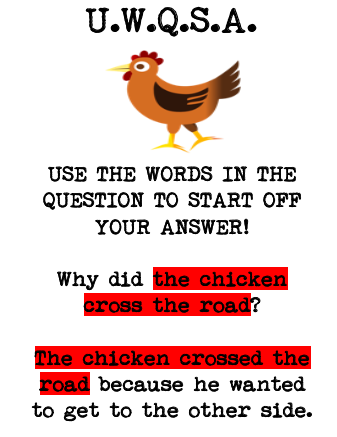 U.W.Q.S.A.
USE THE WORDS IN THE
QUESTION TO START OFF
YOUR ANSWER!
Why did the chicken
cross the road?
The chicken crossed the
road because he wanted
to get to the other side.